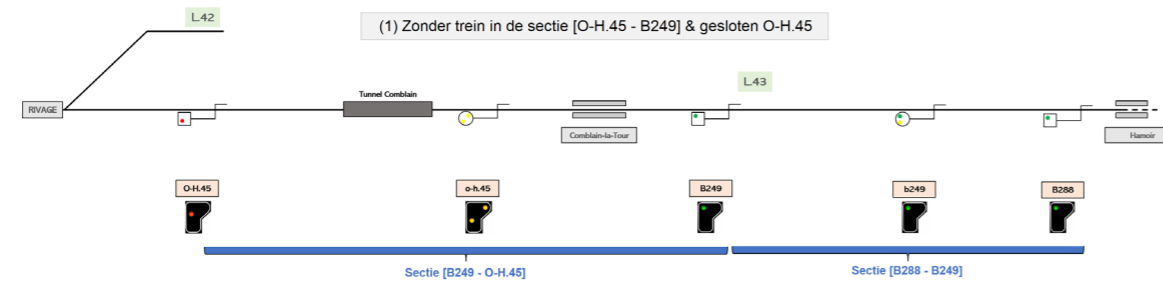 L.42
(1) Zonder trein in de sectie [O-H.45 - B249] & gesloten O-H.45
L.43
Tunnel Comblain
RIVAGE
Comblain-la-Tour
Hamoir
O-H.45
o-h.45
B249
b249
B288
Sectie [B249 - O-H.45]
Sectie [B288 - B249]